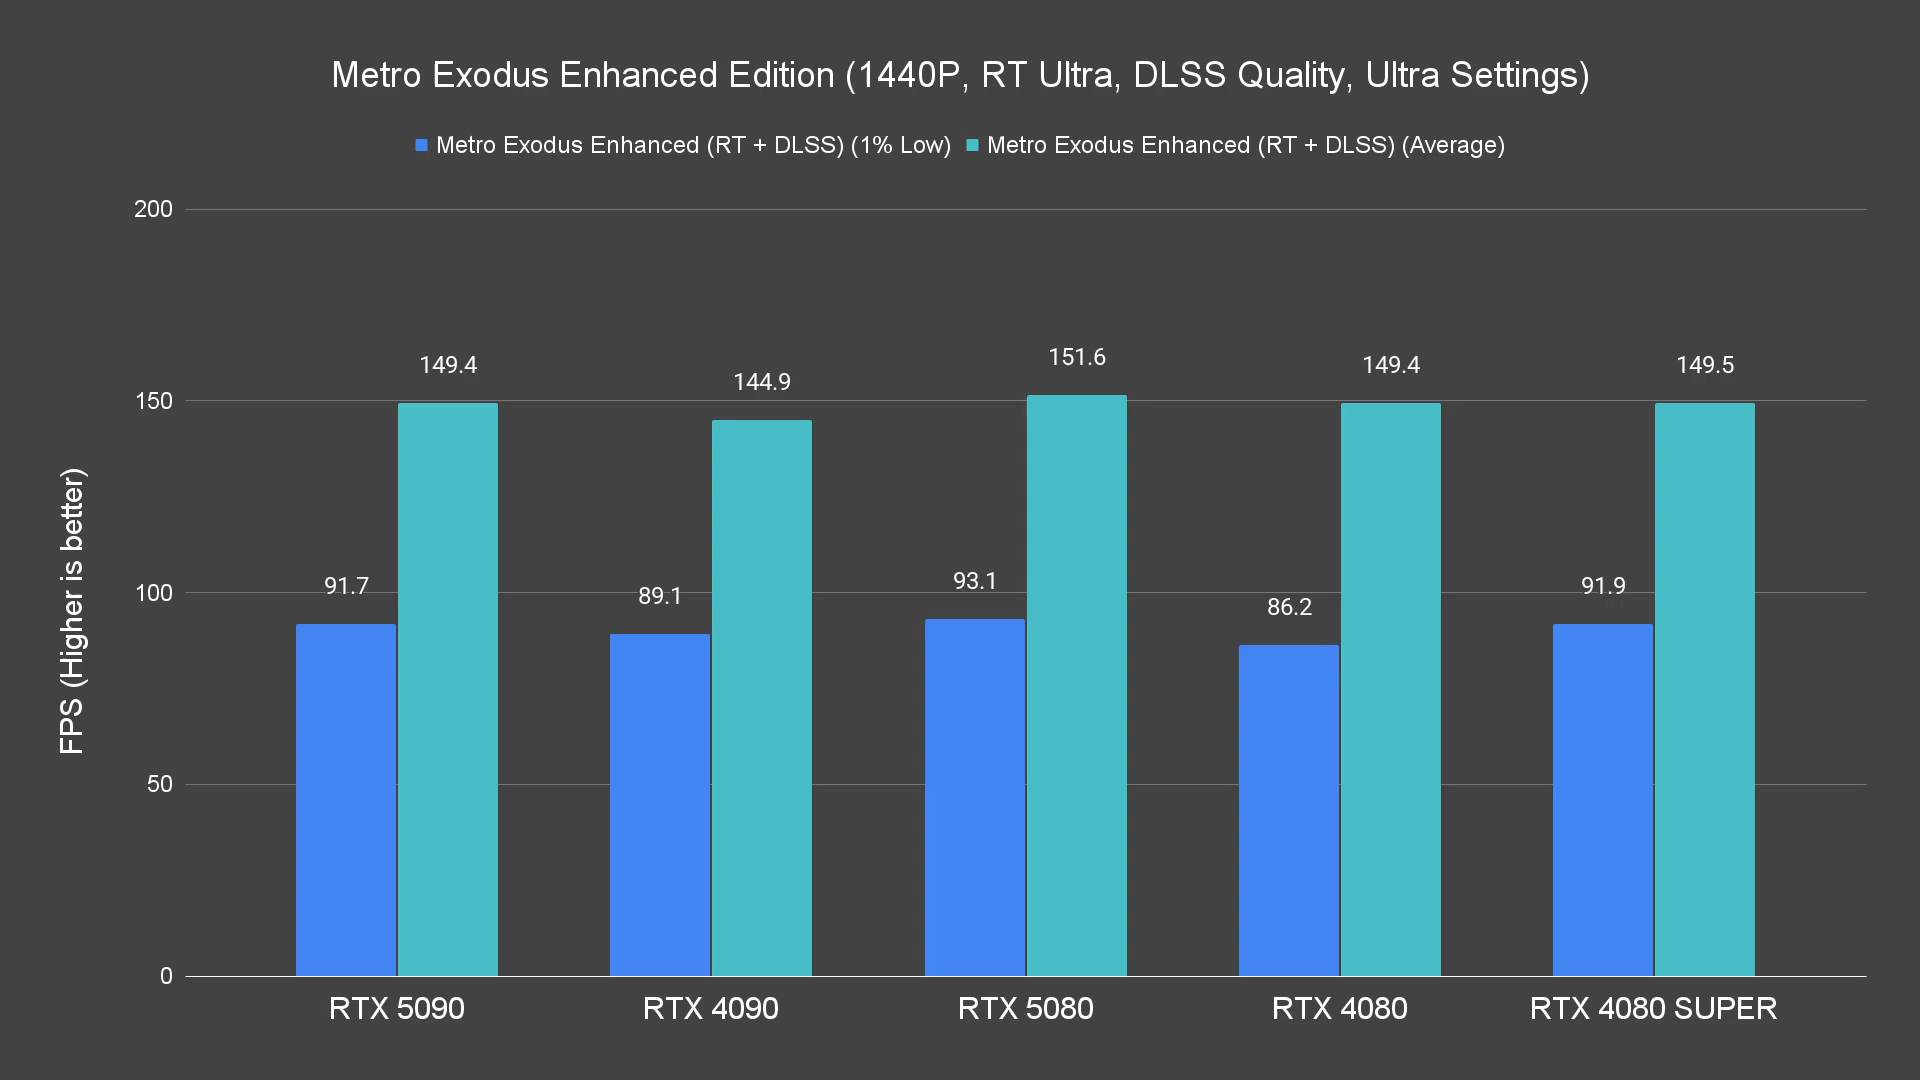 Metro Exodus Enhanced Edition (1440P, RT Ultra, DLSS Quality, Ultra Settings)
Metro Exodus Enhanced (RT + DLSS) (1% Low)
Metro Exodus Enhanced (RT + DLSS) (Average)
FPS (Higher is better)
200
150
100
50
0
91.7
149.4
89.1
144.9
93.1
151.6
86.2
149.4
91.9
149.5
RTX 5090
RTX 4090
RTX 5080
RTX 4080
RTX 4080 SUPER